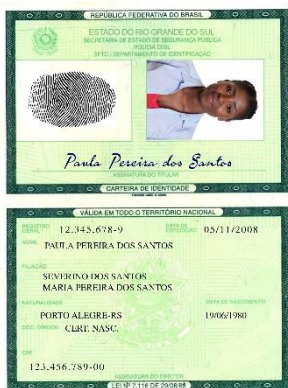 REPÚBLICA FEDERATIVA DO BRASIL
ESTADO DO RIO GRANDE DO SUL
SECRETARIA DE ESTADO DE SEGURANÇA PÚBLICA
POLÍCIA CIVIL
DEPARTAMENTO DE IDENTIFICAÇÃO
Paula Pereira dos Santos
ASSINATURA DO TITULAR
CARTEIRA DE IDENTIDADE
VÁLIDA EM TODO O TERRITÓRIO NACIONAL
REGISTRO GERAL 12.345.678-9 DATA DE EXPEDIÇÃO 05/11/2008
NOME PAULA PEREIRA DOS SANTOS
FILIAÇÃO
SEVERINO DOS SANTOS
MARIA PEREIRA DOS SANTOS
NATURALIDADE DATA DE NASCIMENTO
PORTO ALEGRE-RS 19/06/1980
DOC. ORIGEM CERT. NASC.
CPF
123.456.789-00
ASSINATURA DO DIRETOR
LEI Nº 7.116 DE 29/08/83